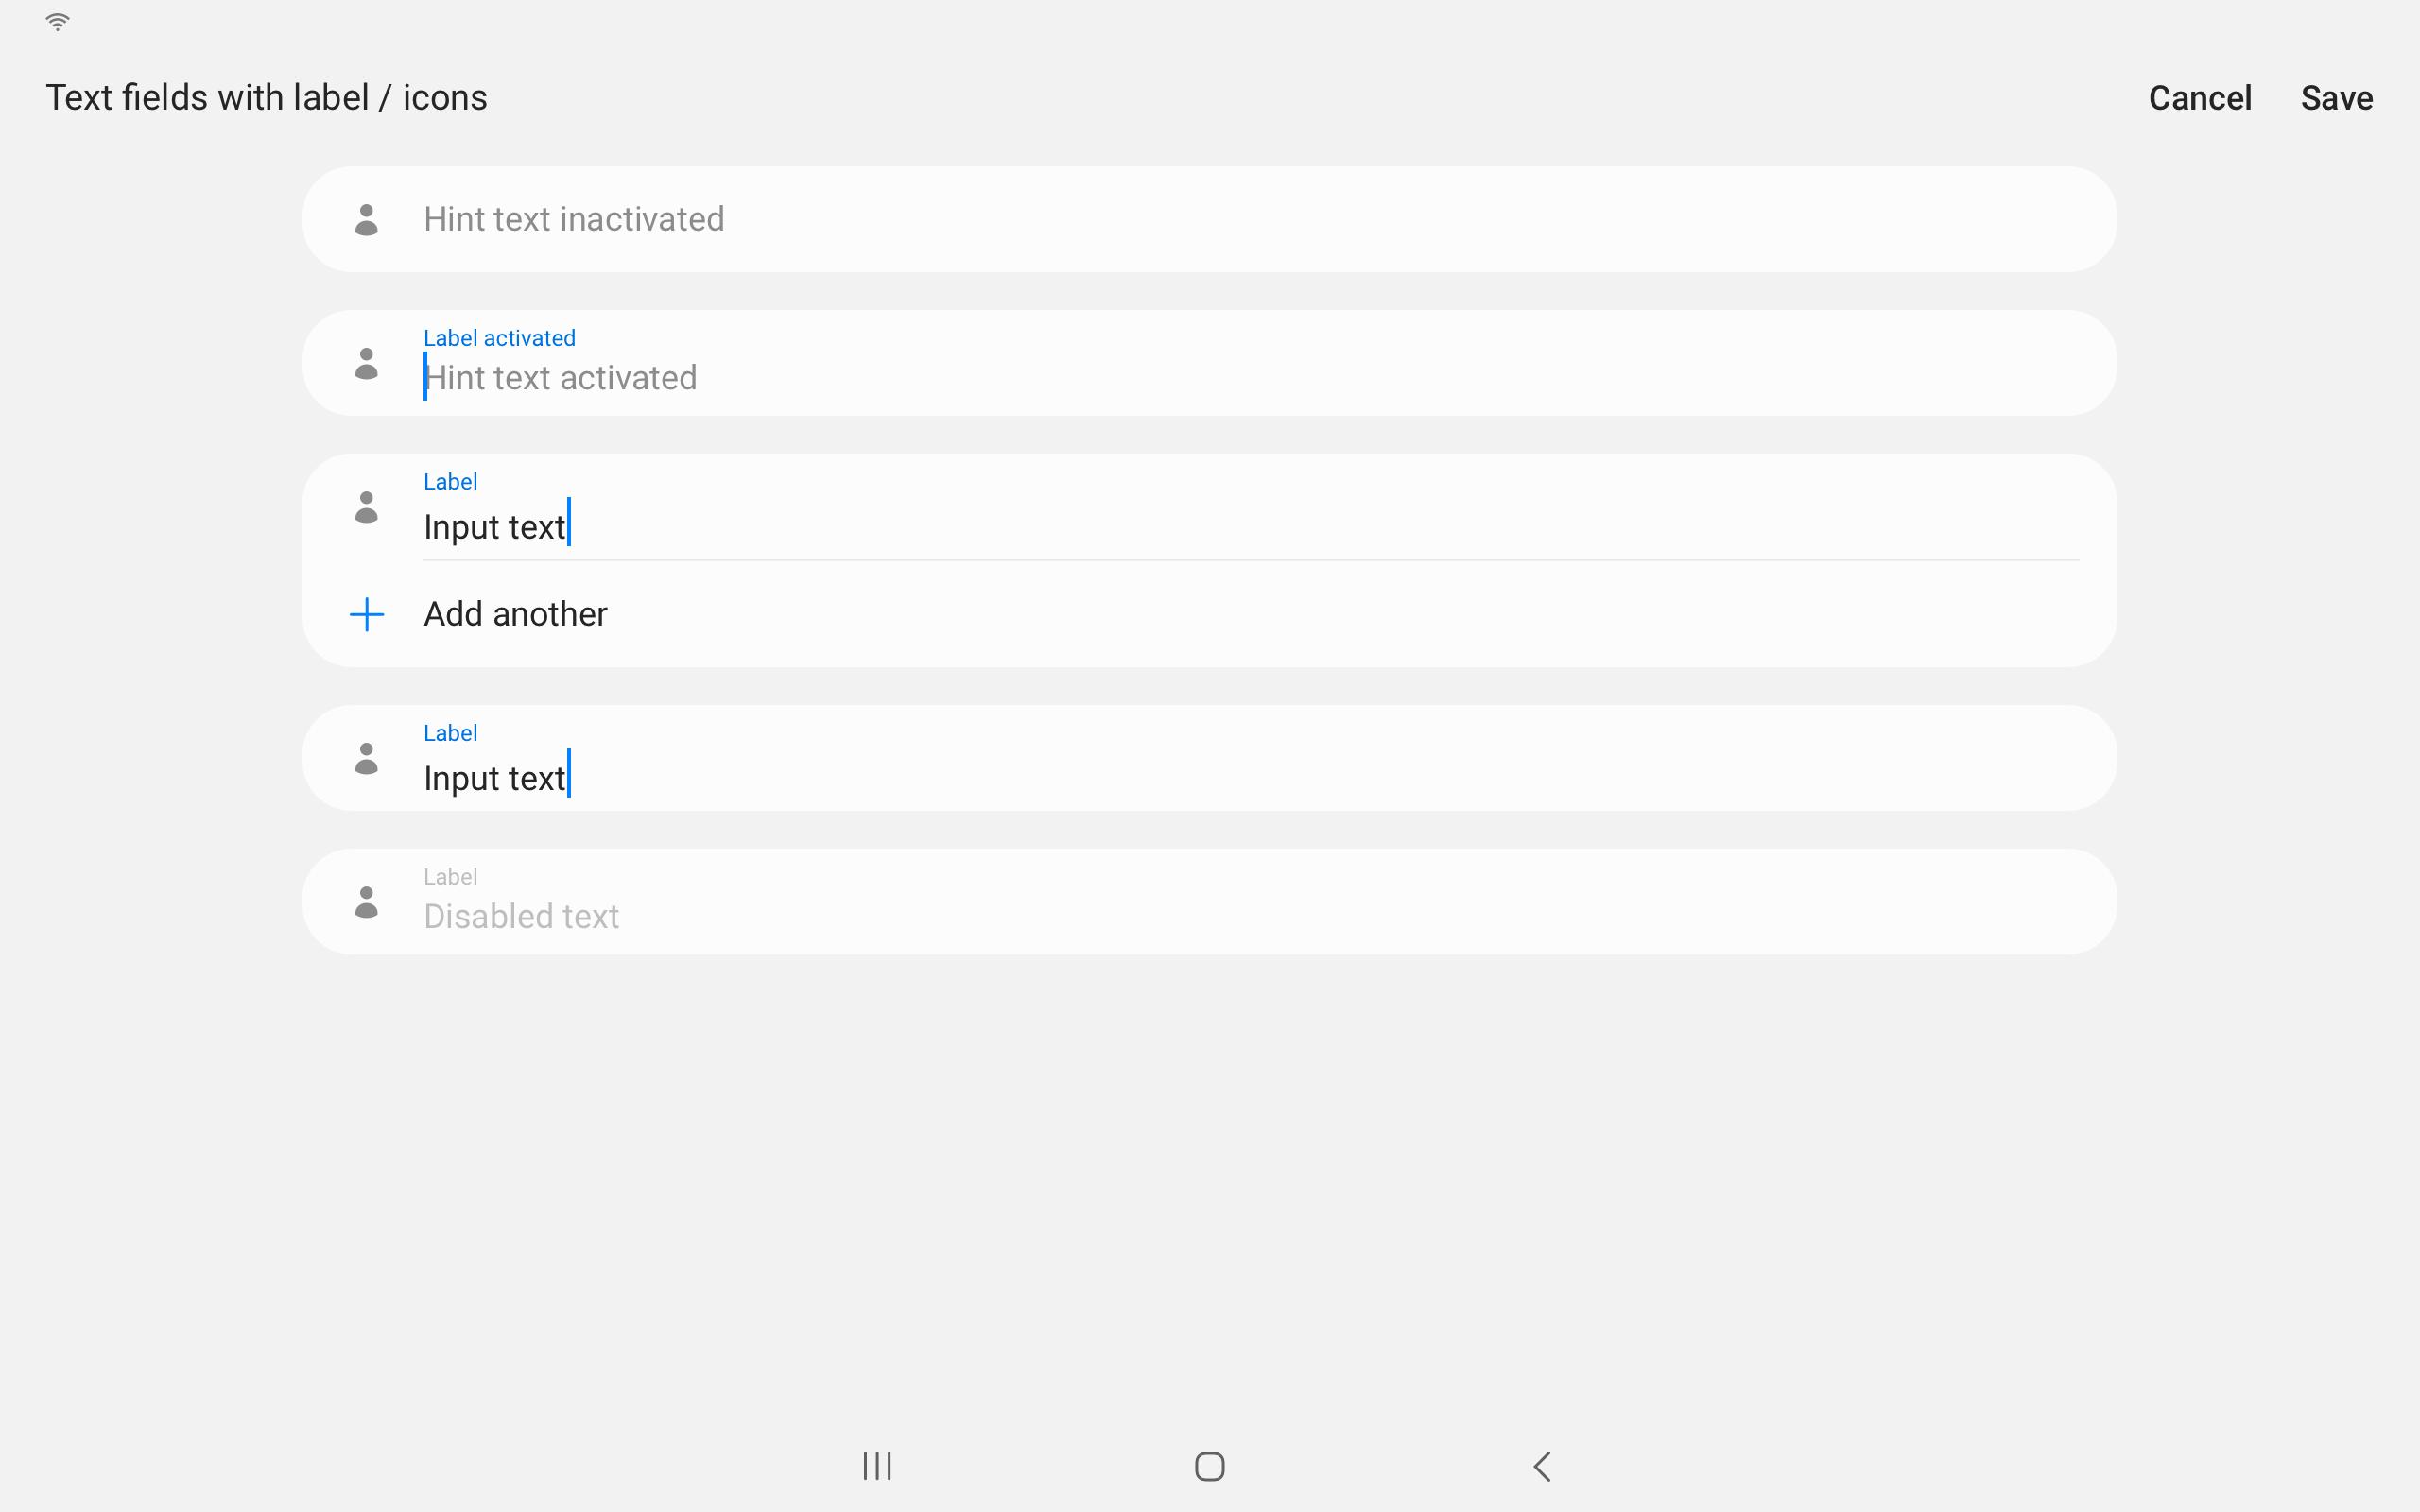 Text fields with label / icons
Cancel
Save
Hint text inactivated
Label activated
Hint text activated
Label
Input text
Add another
Label
Input text
Label
Disabled text